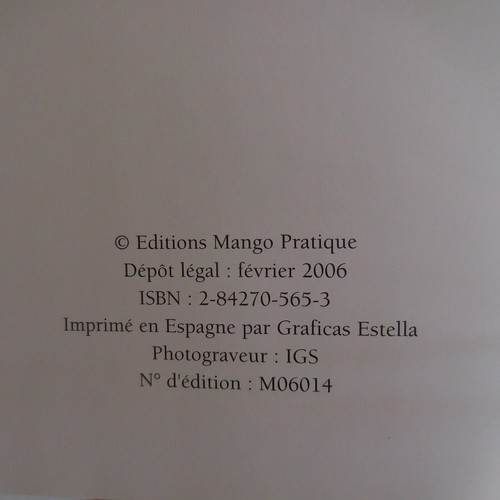 © Editions Mango Pratique
Dépôt légal : février 2006
ISBN : 2-84270-565-3
Imprimé en Espagne par Graficas Estella
Photograveur : IGS
N° d'édition : M06014